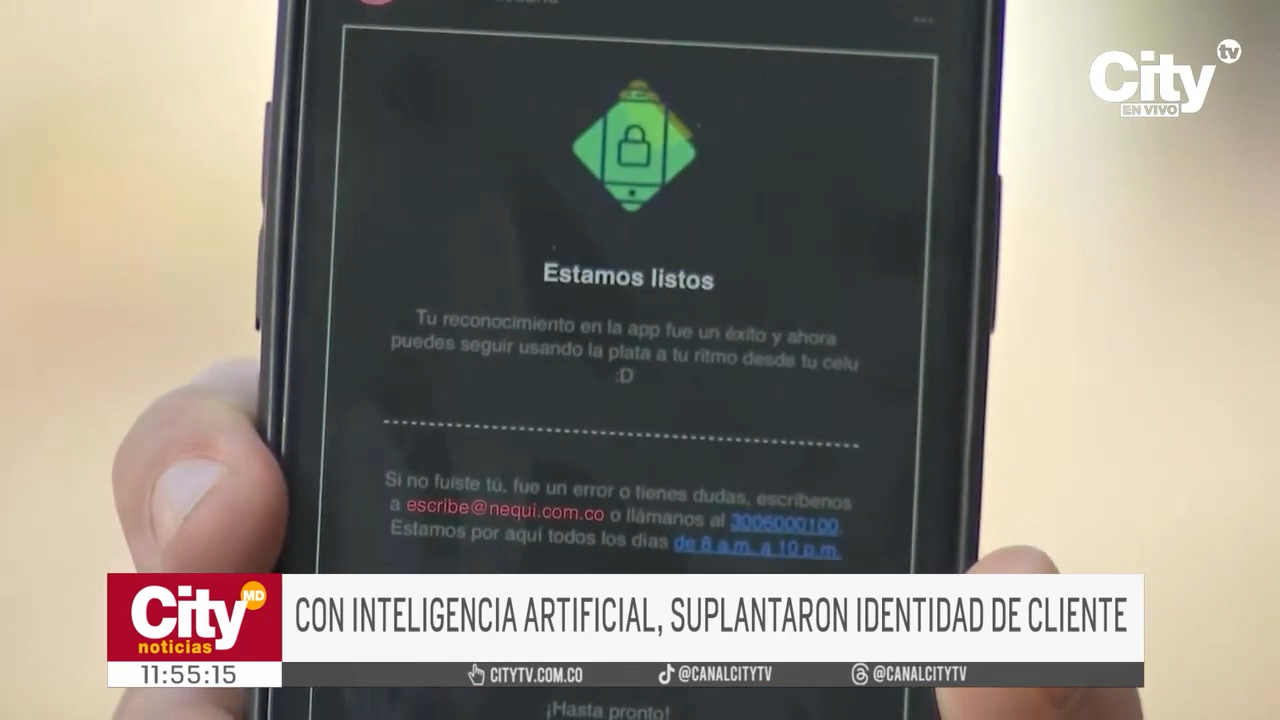 City tv
EN VIVO
Estamos listos
Tu reconocimiento en la app fue un éxito y ahora
puedes seguir usando la plata a tu ritmo desde tu celu
:D
Si no fuiste tú, fue un error o tienes dudas, escríbenos
a escribe@nequi.com.co o llámanos al 3006000100.
Estamos por aquí todos los días de 8 a.m. a 10 p.m.
City MD
noticias
CON INTELIGENCIA ARTIFICIAL, SUPLANTARON IDENTIDAD DE CLIENTE
11:55:15
CITYTV.COM.CO @CANALCITYTV @CANALCITYTV
¡Hasta pronto!